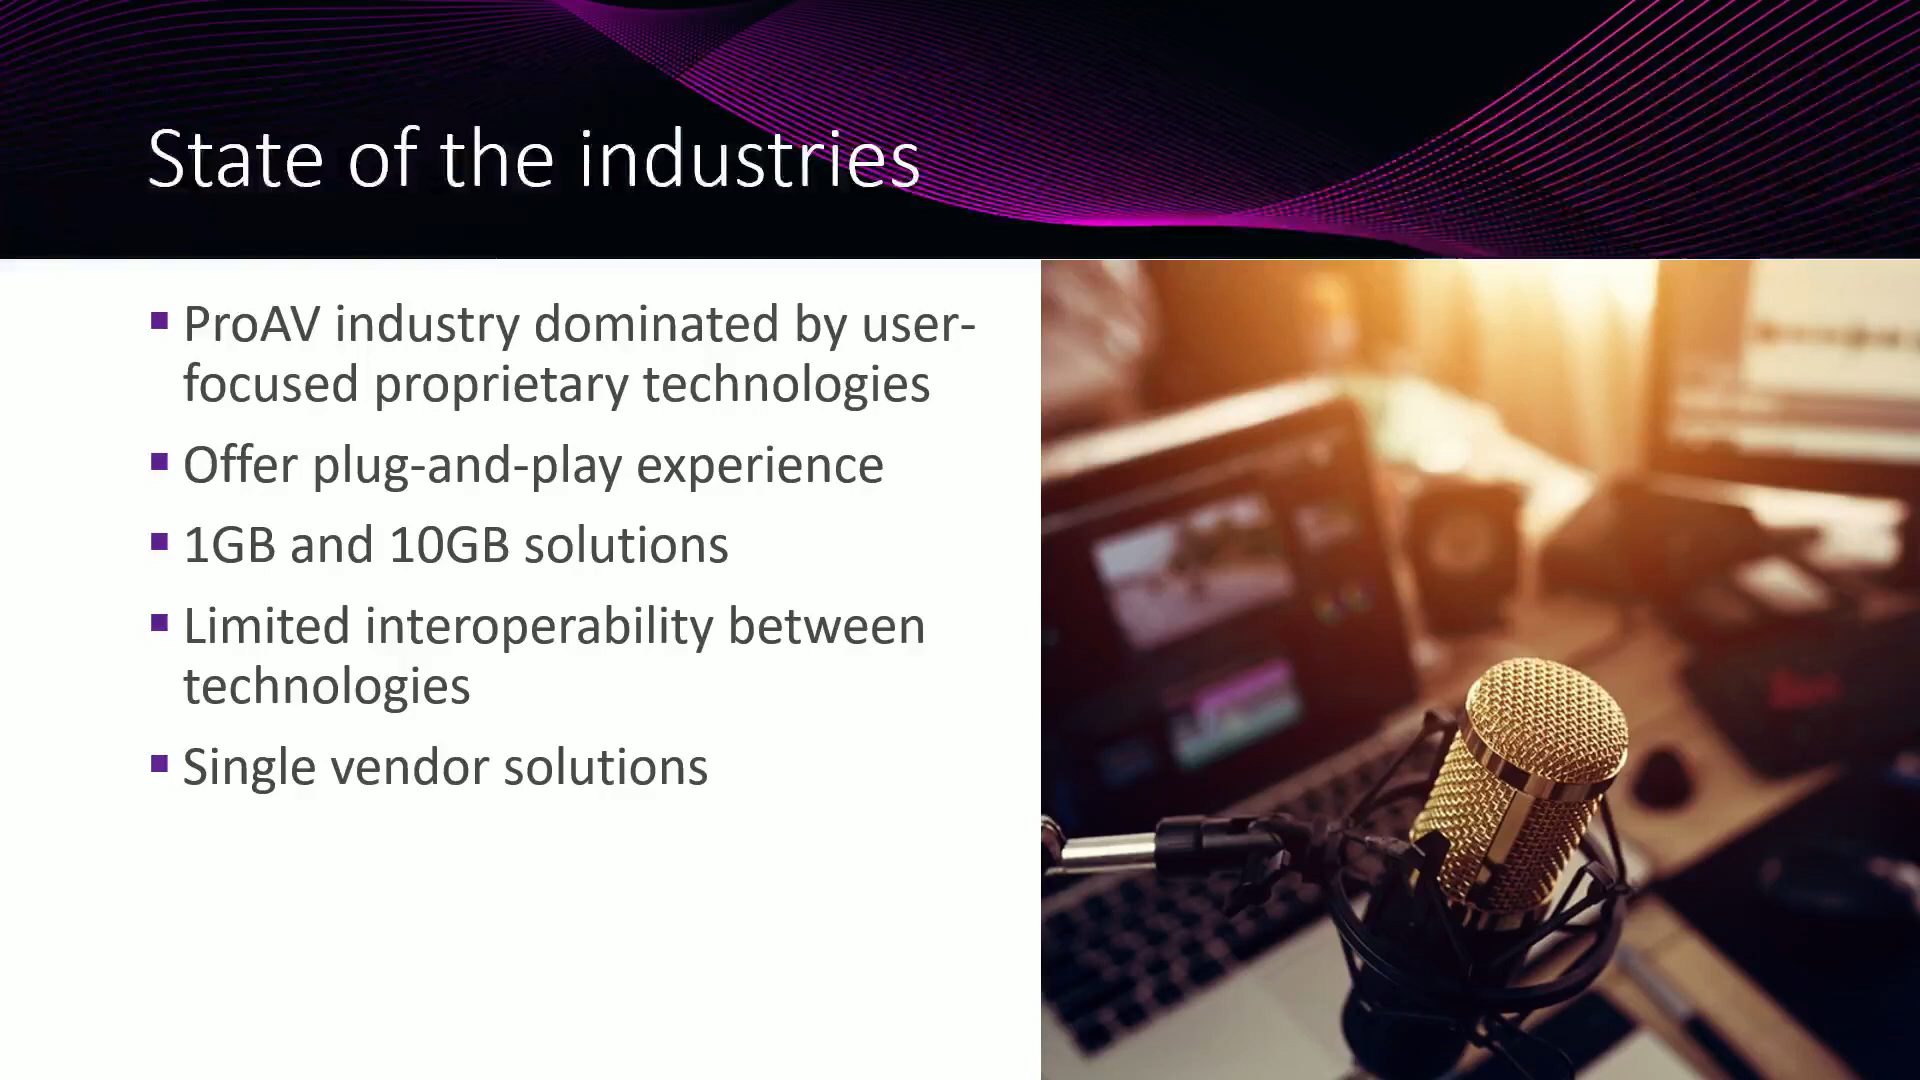 State of the industries
ProAV industry dominated by user-
focused proprietary technologies
Offer plug-and-play experience
1GB and 10GB solutions
Limited interoperability between
technologies
Single vendor solutions